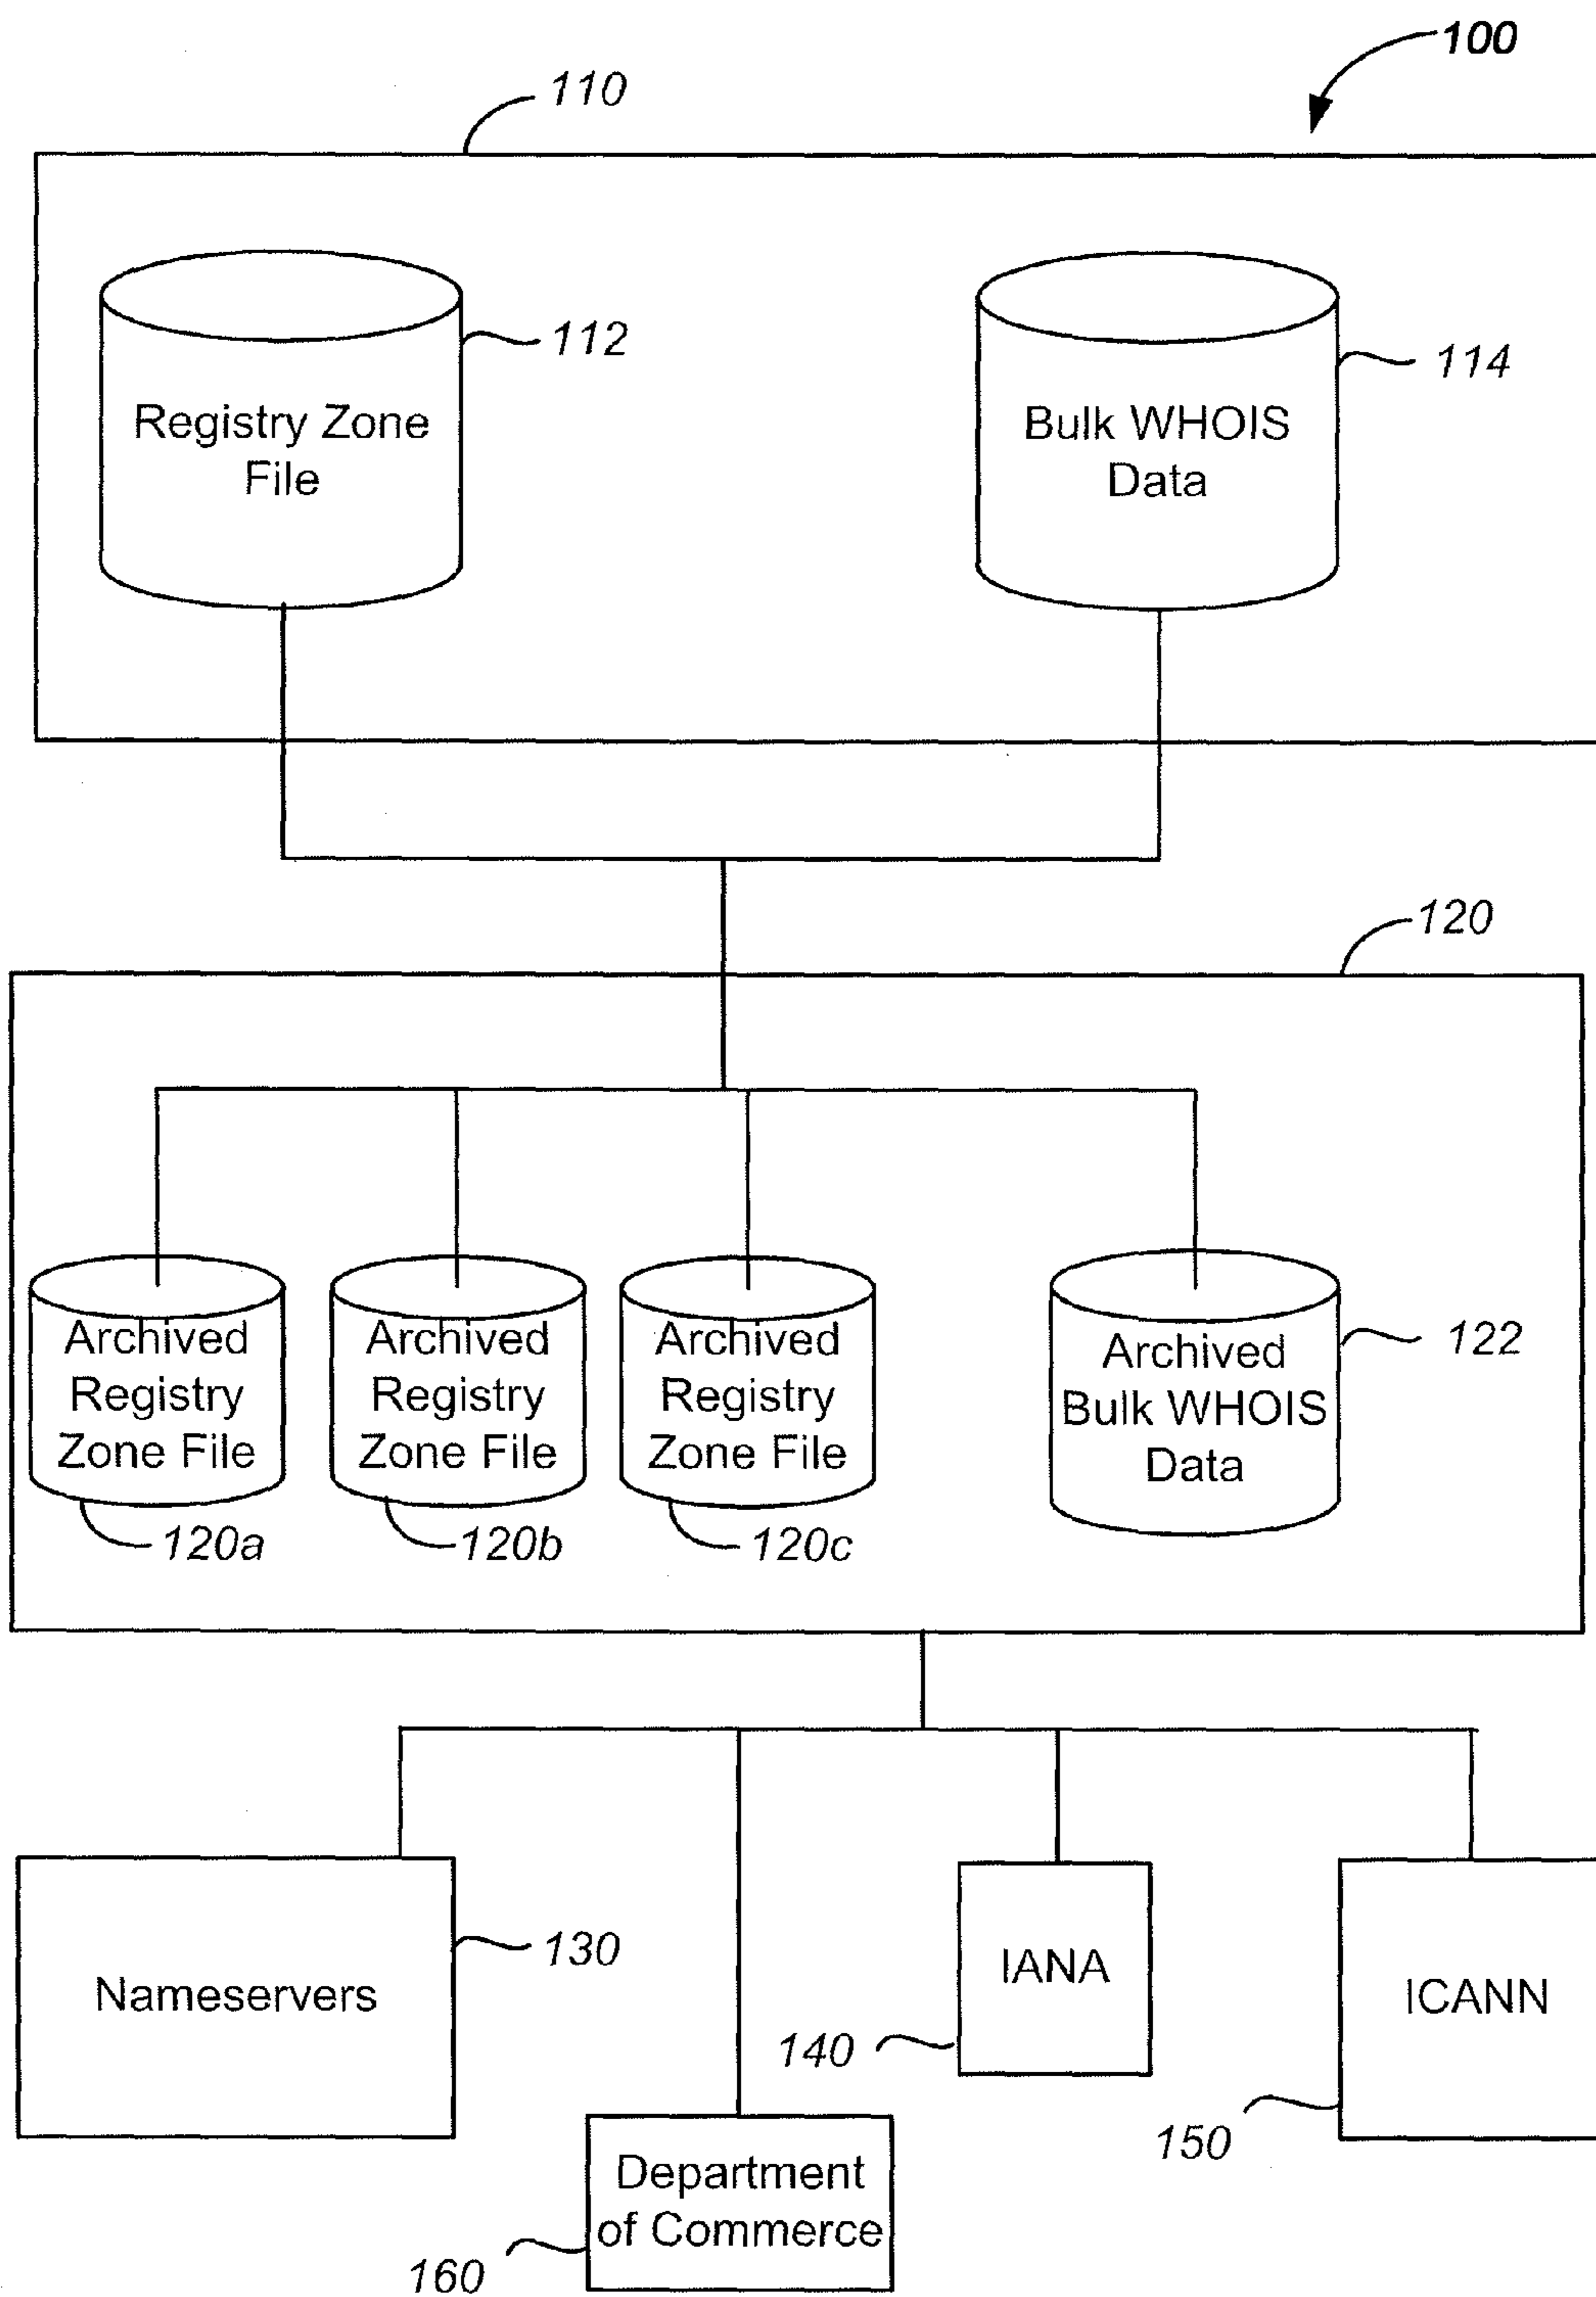 100
110
112
Registry Zone
File
114
Bulk WHOIS
Data
120
Archived
Registry
Zone File
120a
Archived
Registry
Zone File
120b
Archived
Registry
Zone File
120c
Archived
Bulk WHOIS
Data
122
Nameservers
130
IANA
140
ICANN
150
Department
of Commerce
160